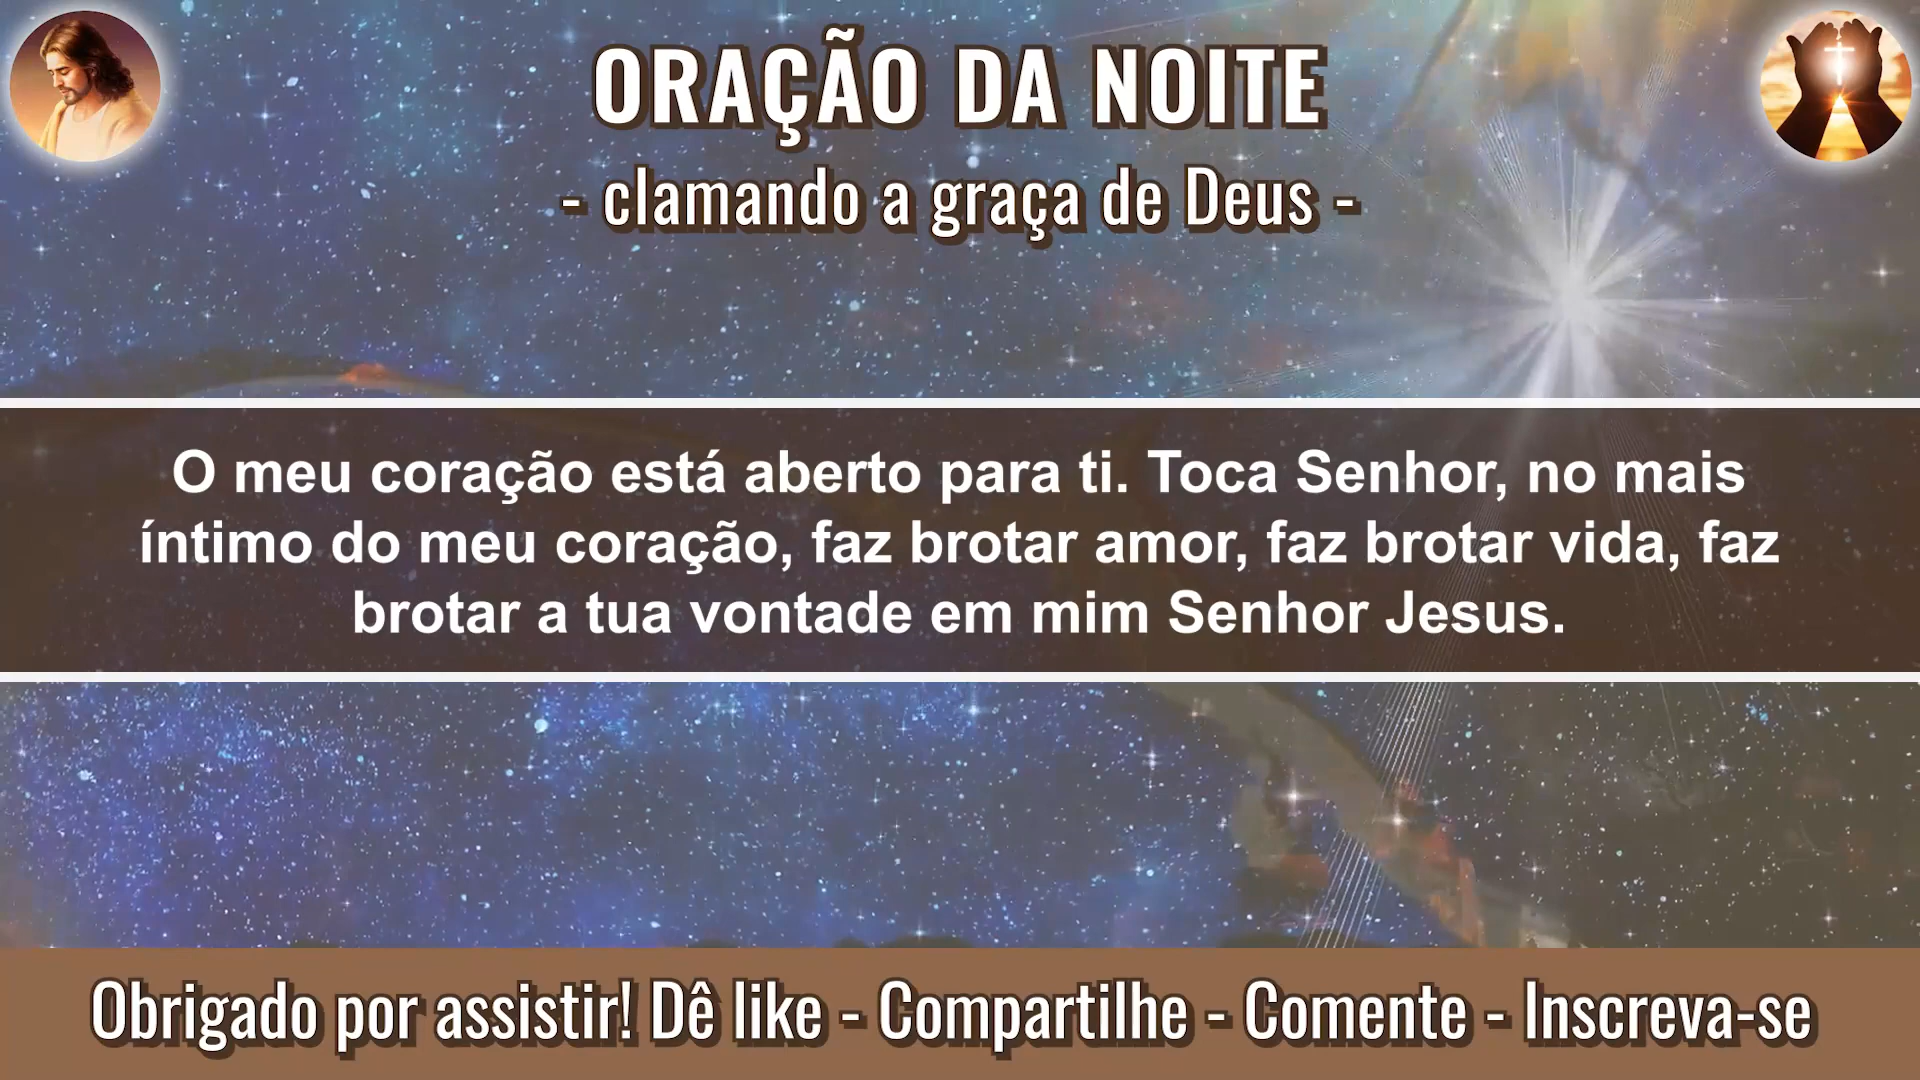 ORAÇÃO DA NOITE
- clamando a graça de Deus -
O meu coração está aberto para ti. Toca Senhor, no mais
íntimo do meu coração, faz brotar amor, faz brotar vida, faz
brotar a tua vontade em mim Senhor Jesus.
Obrigado por assistir! Dê like - Compartilhe - Comente - Inscreva-se